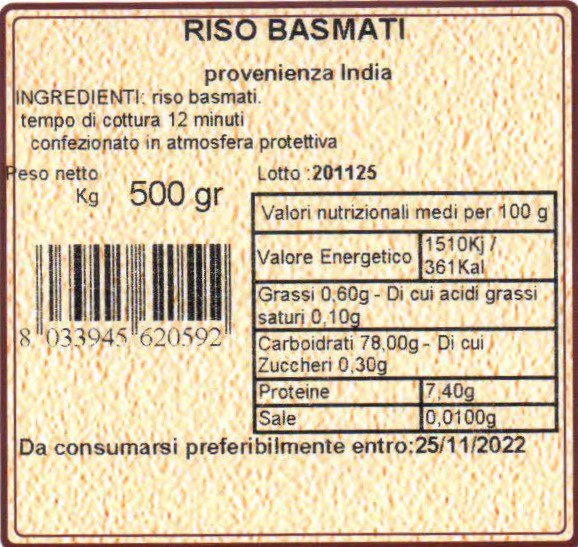 RISO BASMATI
provenienza India
INGREDIENTI: riso basmati.
tempo di cottura 12 minuti
confezionato in atmosfera protettiva
Peso netto
Kg 500 gr
Lotto :201125
Valori nutrizionali medi per 100 g
Valore Energetico
1510Kj /
361Kal
Grassi 0,60g - Di cui acidi grassi
saturi 0,10g
Carboidrati 78,00g - Di cui
Zuccheri 0,30g
Proteine 7,40g
Sale 0,0100g
8 033945 620592
Da consumarsi preferibilmente entro:25/11/2022